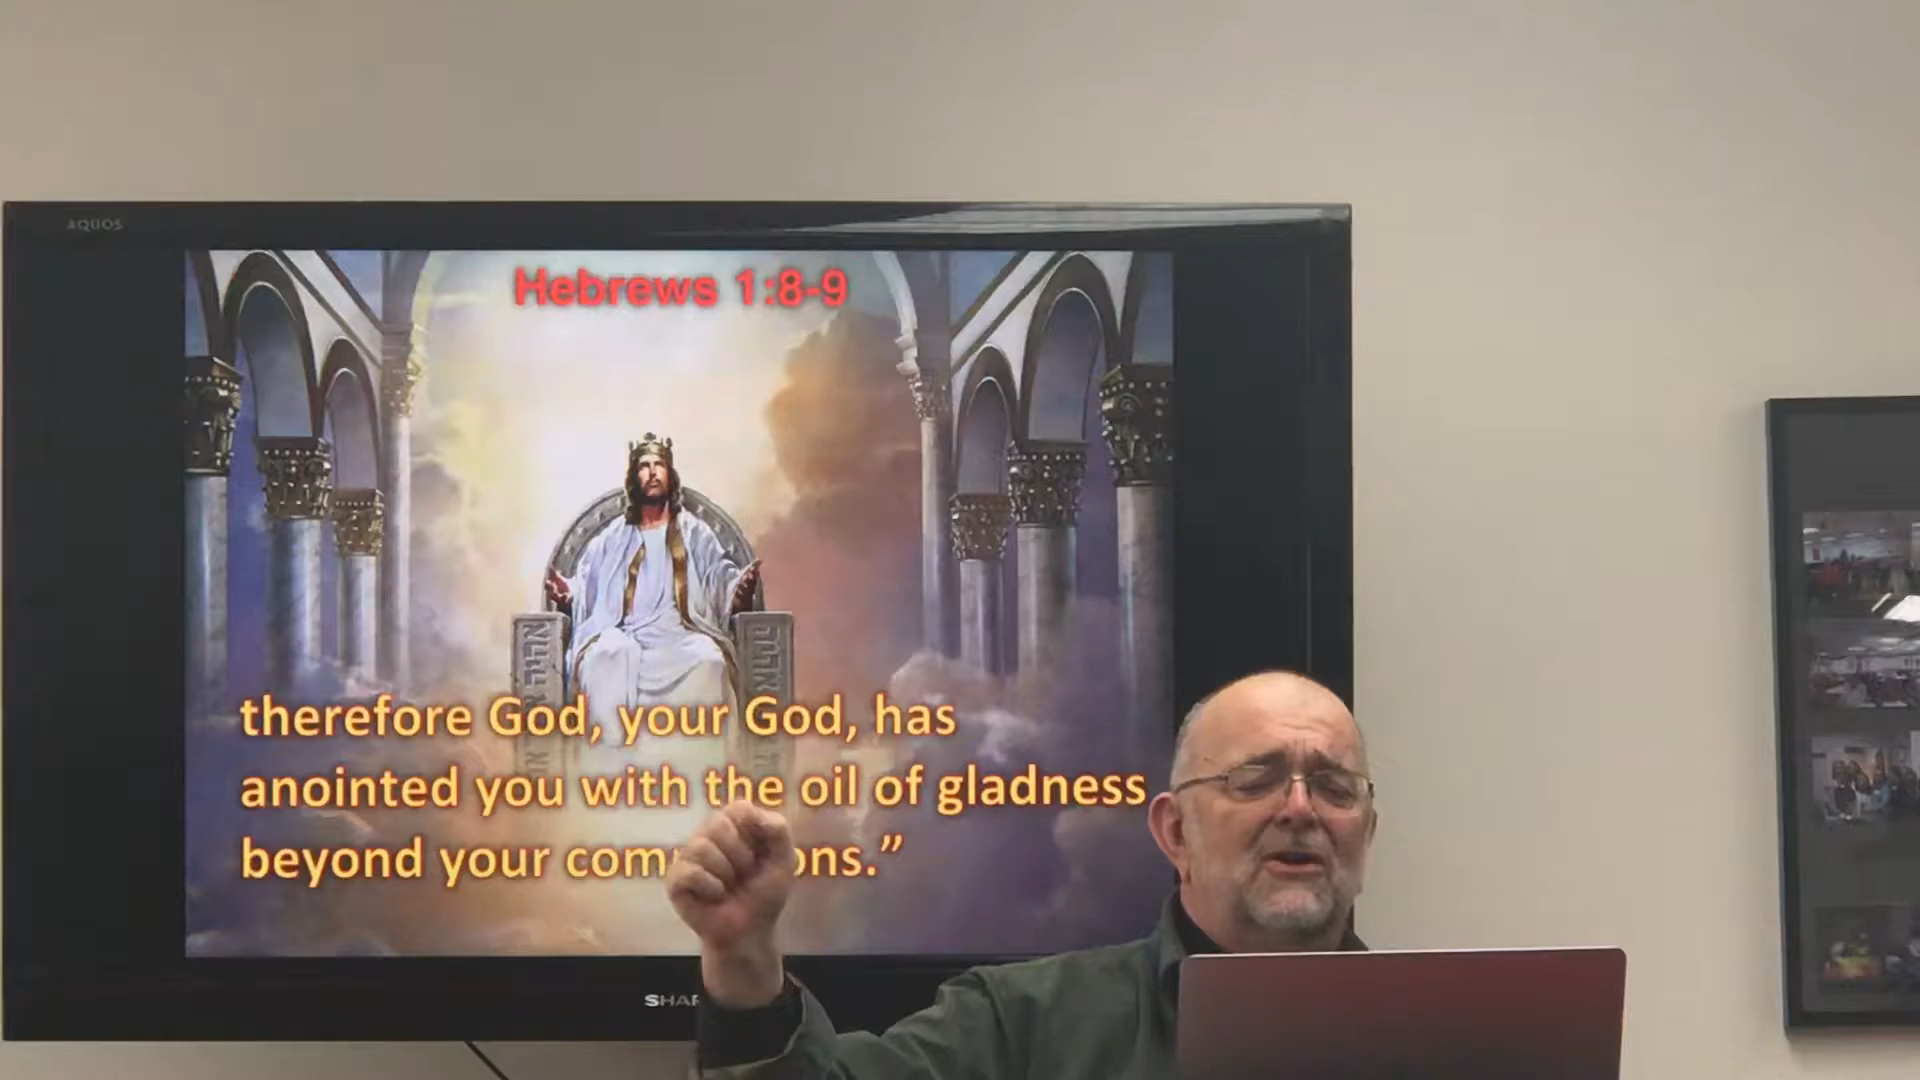 AQUOS
Hebrews 1:8-9
therefore God, your God, has
anointed you with the oil of gladness
beyond your com ons.”
SHAR